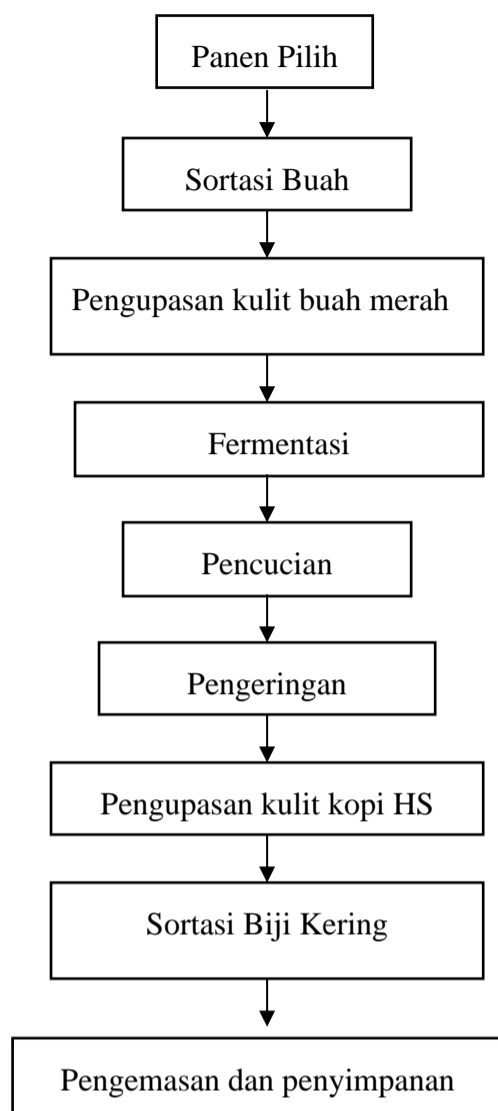 Panen Pilih
Sortasi Buah
Pengupasan kulit buah merah
Fermentasi
Pencucian
Pengeringan
Pengupasan kulit kopi HS
Sortasi Biji Kering
Pengemasan dan penyimpanan